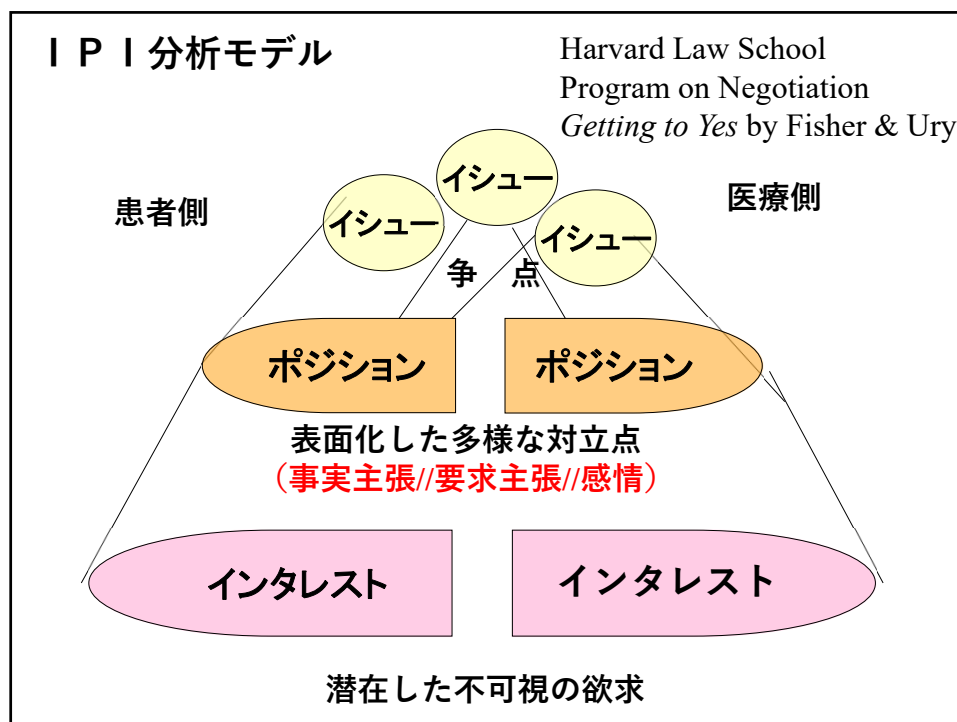 ＩＰＩ分析モデル
Harvard Law School
Program on Negotiation
Getting to Yes by Fisher & Ury
患者側
医療側
イシュー
イシュー
イシュー
争　点
ポジション
ポジション
表面化した多様な対立点
（事実主張//要求主張//感情）
インタレスト
インタレスト
潜在した不可視の欲求